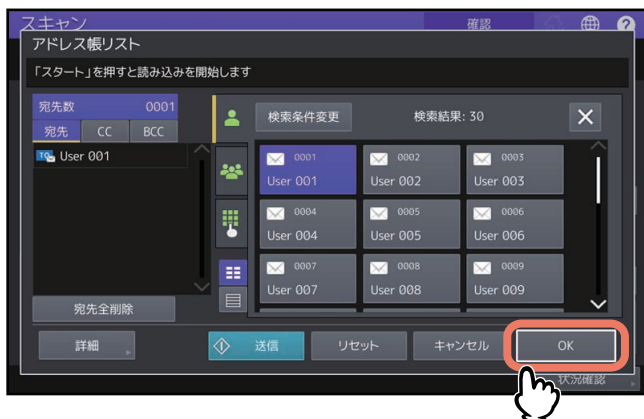 スキャン
確認
?
アドレス帳リスト
「スタート」を押すと読み込みを開始します
宛先数 0001
宛先 CC BCC
TO User 001
宛先全削除
検索条件変更 検索結果: 30
0001
User 001
0002
User 002
0003
User 003
0004
User 004
0005
User 005
0006
User 006
0007
User 007
0008
User 008
0009
User 009
詳細
送信
リセット
キャンセル
OK
状況確認